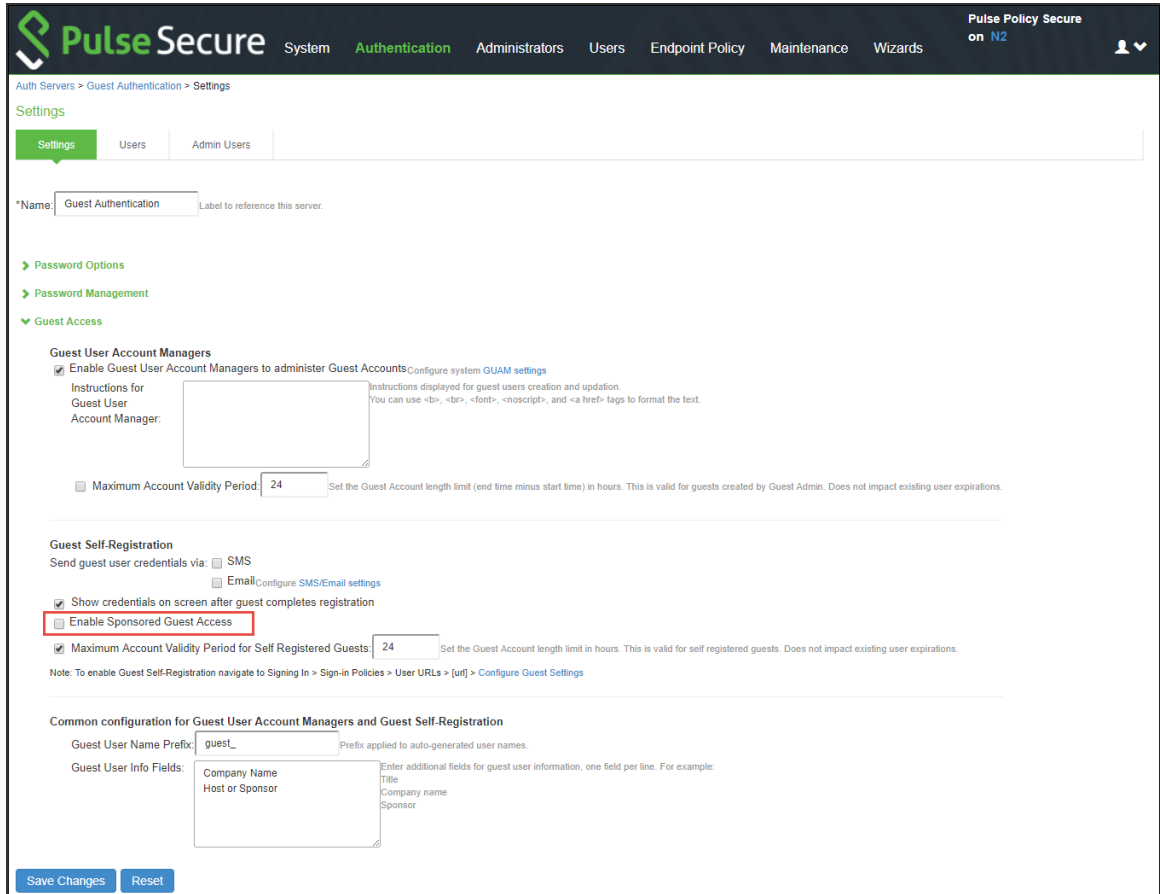 Pulse Secure
System Authentication Administrators Users Endpoint Policy Maintenance Wizards
Pulse Policy Secure
on N2
Auth Servers > Guest Authentication > Settings
Settings
Settings Users Admin Users
*Name: Guest Authentication Label to reference this server.
Password Options
Password Management
Guest Access
Guest User Account Managers
Enable Guest User Account Managers to administer Guest Accounts Configure system GUAM settings
Instructions for
Guest User
Account Manager:
Instructions displayed for guest users creation and updation.
You can use <b>, <br>, <font>, <noscript>, and <a href> tags to format the text.
Maximum Account Validity Period: 24 Set the Guest Account length limit (end time minus start time) in hours. This is valid for guests created by Guest Admin. Does not impact existing user expirations.
Guest Self-Registration
Send guest user credentials via: SMS
Email Configure SMS/Email settings
Show credentials on screen after guest completes registration
Enable Sponsored Guest Access
Maximum Account Validity Period for Self Registered Guests: 24 Set the Guest Account length limit in hours. This is valid for self registered guests. Does not impact existing user expirations.
Note: To enable Guest Self-Registration navigate to Signing In > Sign-in Policies > User URLs > [url] > Configure Guest Settings
Common configuration for Guest User Account Managers and Guest Self-Registration
Guest User Name Prefix: guest_ Prefix applied to auto-generated user names.
Guest User Info Fields:
Company Name
Host or Sponsor
Enter additional fields for guest user information, one field per line. For example:
Title
Company name
Sponsor
Save Changes Reset